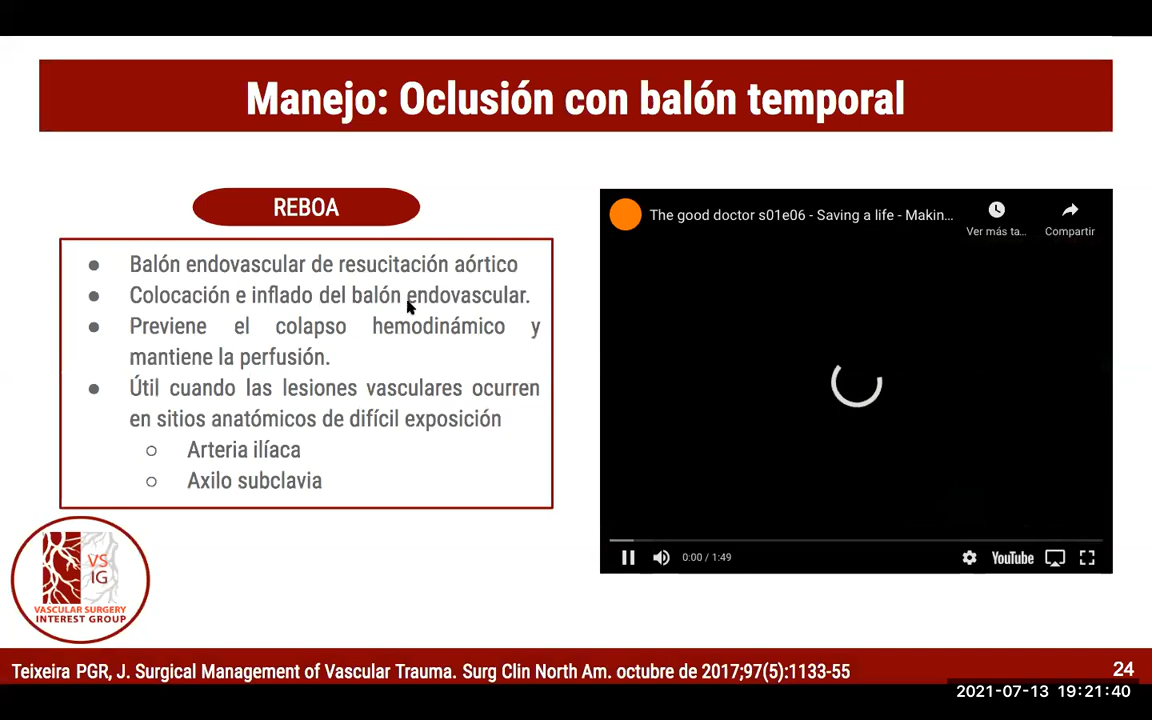 Manejo: Oclusión con balón temporal
REBOA
● Balón endovascular de resucitación aórtico
● Colocación e inflado del balón endovascular.
● Previene el colapso hemodinámico y
mantiene la perfusión.
● Útil cuando las lesiones vasculares ocurren
en sitios anatómicos de difícil exposición
○ Arteria ilíaca
○ Axilo subclavia
The good doctor s01e06 - Saving a life - Makin...
Ver más ta...
Compartir
0:00 / 1:49
YouTube
VS
IG
VASCULAR SURGERY
INTEREST GROUP
Teixeira PGR, J. Surgical Management of Vascular Trauma. Surg Clin North Am. octubre de 2017;97(5):1133-55
24
2021-07-13 19:21:40